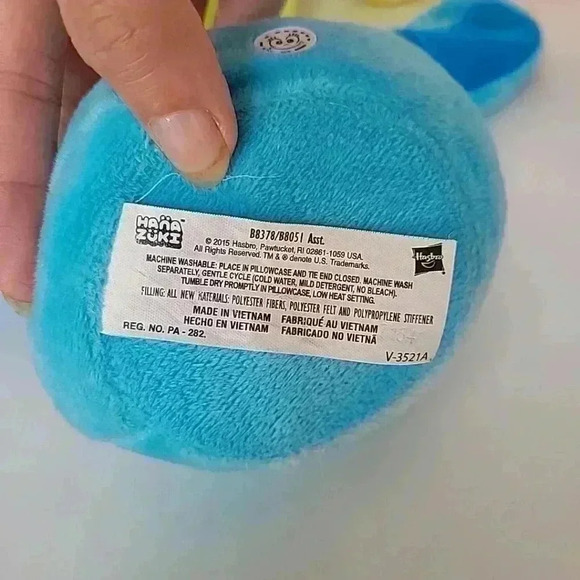 HANA
ZUKI™
B8378/B8051 Asst.
© 2015 Hasbro, Pawtucket, RI 02861-1059 USA.
All Rights Reserved. TM & ® denote U.S. Trademarks.
Hasbro
MACHINE WASHABLE: PLACE IN PILLOWCASE AND TIE END CLOSED. MACHINE WASH
SEPARATELY, GENTLE CYCLE (COLD WATER, MILD DETERGENT, NO BLEACH).
TUMBLE DRY PROMPTLY IN PILLOWCASE, LOW HEAT SETTING.
FILLING: ALL NEW MATERIALS: POLYESTER FIBERS, POLYESTER FELT AND POLYPROPYLENE STIFFENER
MADE IN VIETNAM FABRIQUÉ AU VIETNAM
HECHO EN VIETNAM FABRICADO NO VIETNÃ
REG. NO. PA - 282.
V-3521A